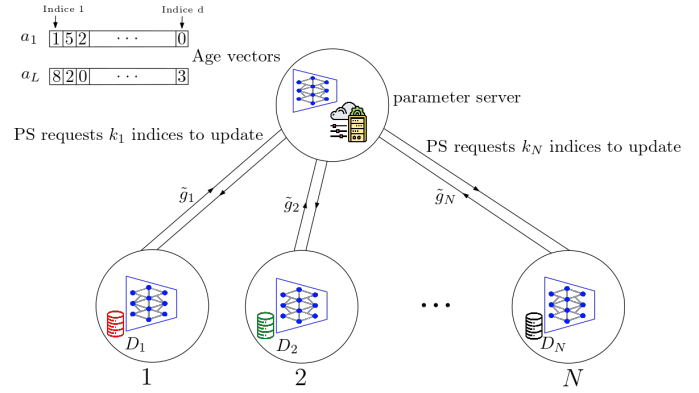 Indice 1 Indice d
a_1 1 5 2 ⋯ 0
Age vectors
a_L 8 2 0 ⋯ 3
parameter server
PS requests k_1 indices to update
PS requests k_N indices to update
g̃_1 g̃_2 g̃_N
⋯
D_1 D_2 D_N
1 2 N